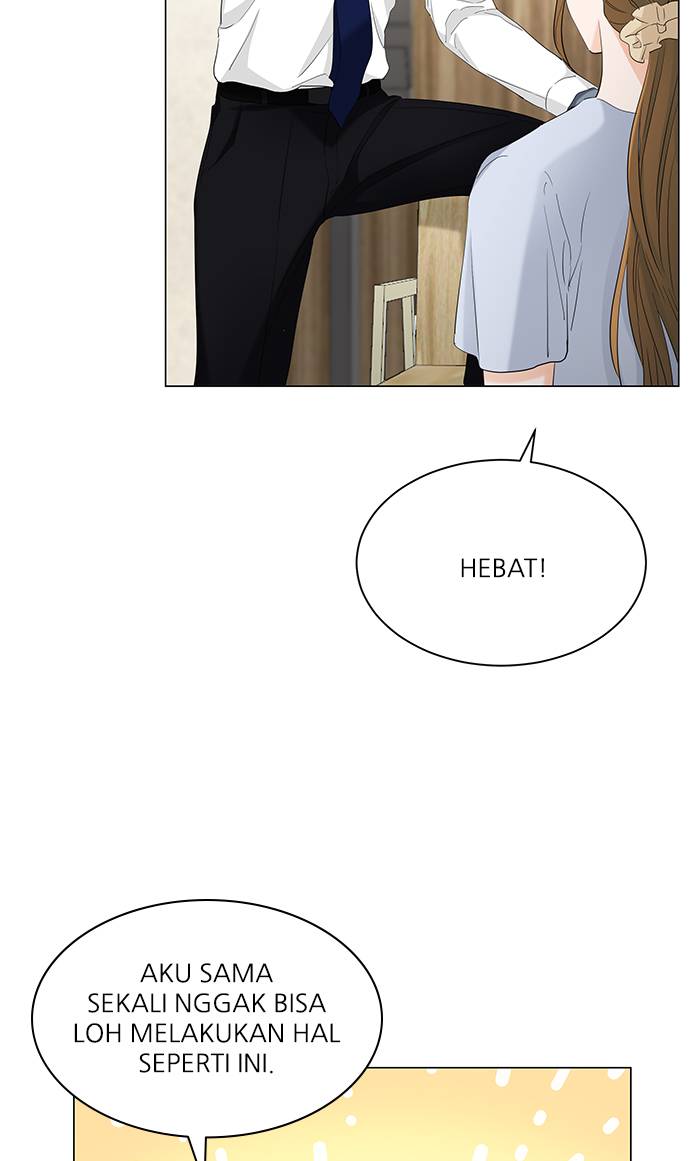 HEBAT!
AKU SAMA
SEKALI NGGAK BISA
LOH MELAKUKAN HAL
SEPERTI INI.